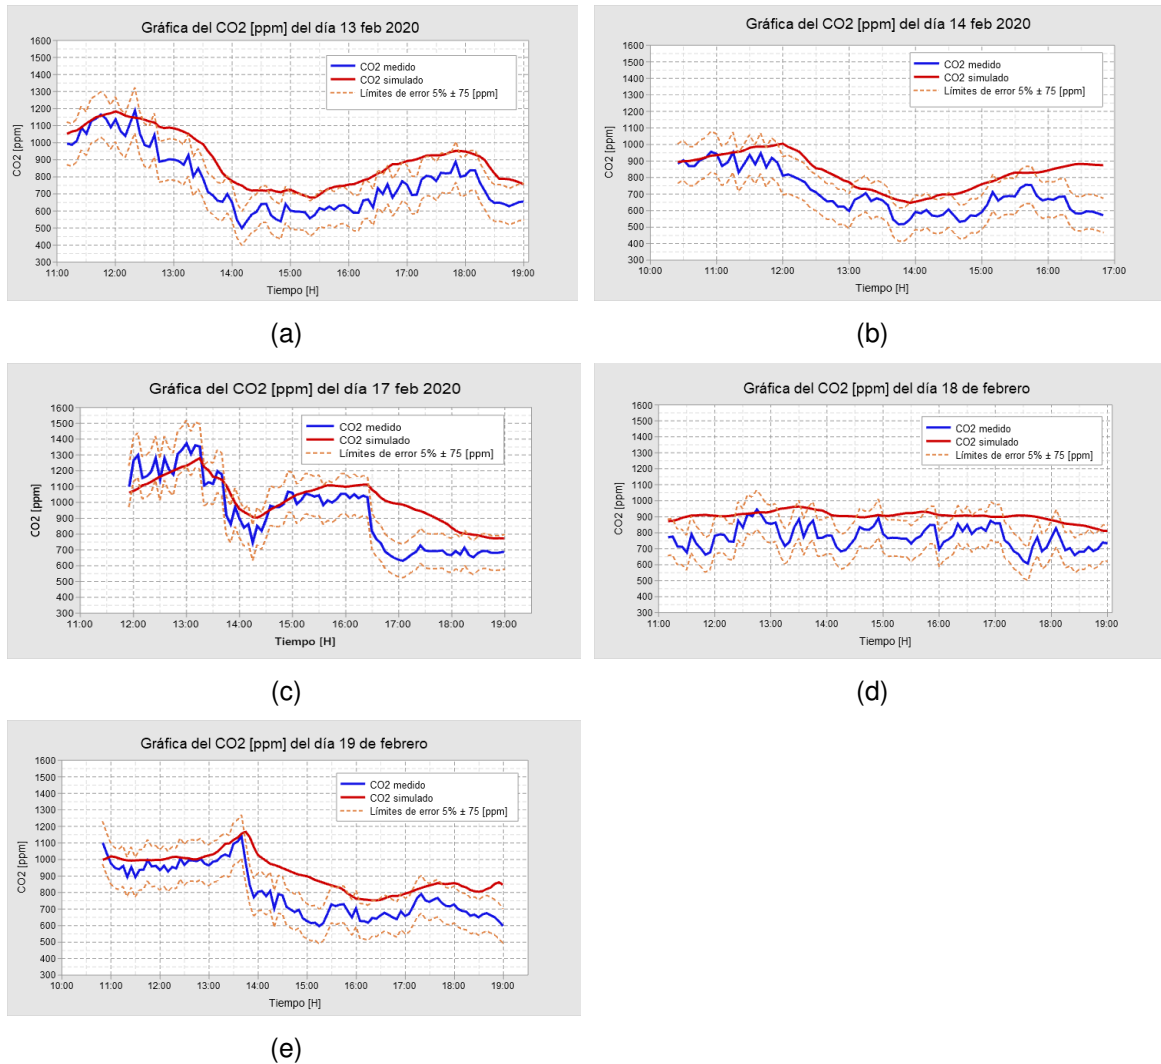 Gráfica del CO2 [ppm] del día 13 feb 2020
CO2 medido
CO2 simulado
Límites de error 5% ± 75 [ppm]
CO2 [ppm]
1600
1500
1400
1300
1200
1100
1000
900
800
700
600
500
400
300
11:00 12:00 13:00 14:00 15:00 16:00 17:00 18:00 19:00
Tiempo [H]
(a)
Gráfica del CO2 [ppm] del día 14 feb 2020
CO2 medido
CO2 simulado
Límites de error 5% ± 75 [ppm]
CO2 [ppm]
1600
1500
1400
1300
1200
1100
1000
900
800
700
600
500
400
300
10:00 11:00 12:00 13:00 14:00 15:00 16:00 17:00
Tiempo [H]
(b)
Gráfica del CO2 [ppm] del día 17 feb 2020
CO2 medido
CO2 simulado
Límites de error 5% ± 75 [ppm]
CO2 [ppm]
1600
1500
1400
1300
1200
1100
1000
900
800
700
600
500
400
300
11:00 12:00 13:00 14:00 15:00 16:00 17:00 18:00 19:00
Tiempo [H]
(c)
Gráfica del CO2 [ppm] del día 18 de febrero
CO2 medido
CO2 simulado
Límites de error 5% ± 75 [ppm]
CO2 [ppm]
1600
1500
1400
1300
1200
1100
1000
900
800
700
600
500
400
300
11:00 12:00 13:00 14:00 15:00 16:00 17:00 18:00 19:00
Tiempo [H]
(d)
Gráfica del CO2 [ppm] del día 19 de febrero
CO2 medido
CO2 simulado
Límites de error 5% ± 75 [ppm]
CO2 [ppm]
1600
1500
1400
1300
1200
1100
1000
900
800
700
600
500
400
300
10:00 11:00 12:00 13:00 14:00 15:00 16:00 17:00 18:00 19:00
Tiempo [H]
(e)